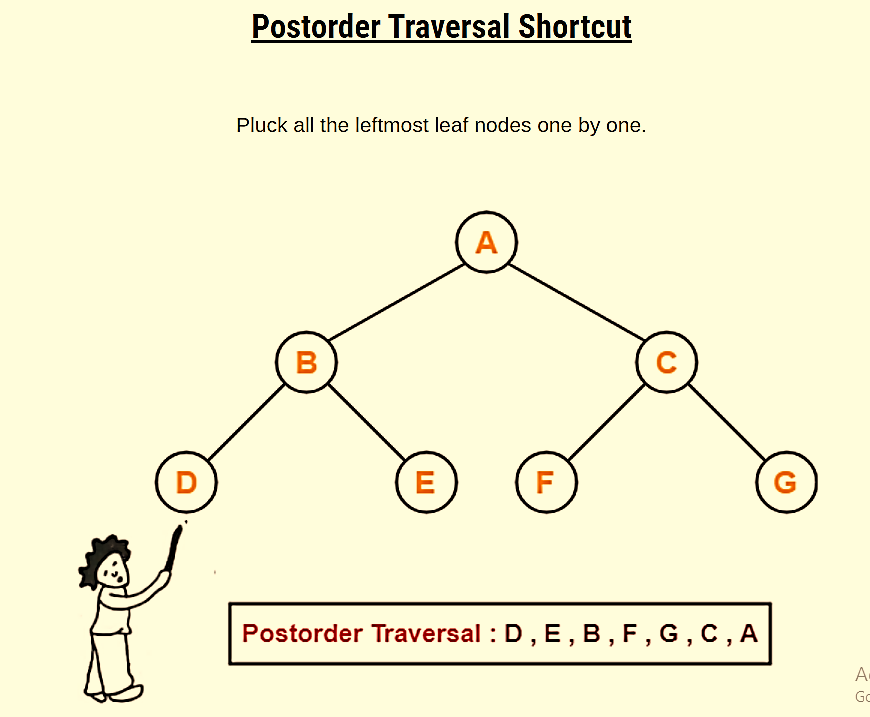 Postorder Traversal Shortcut
Pluck all the leftmost leaf nodes one by one.
A
B
C
D
E
F
G
Postorder Traversal : D , E , B , F , G , C , A